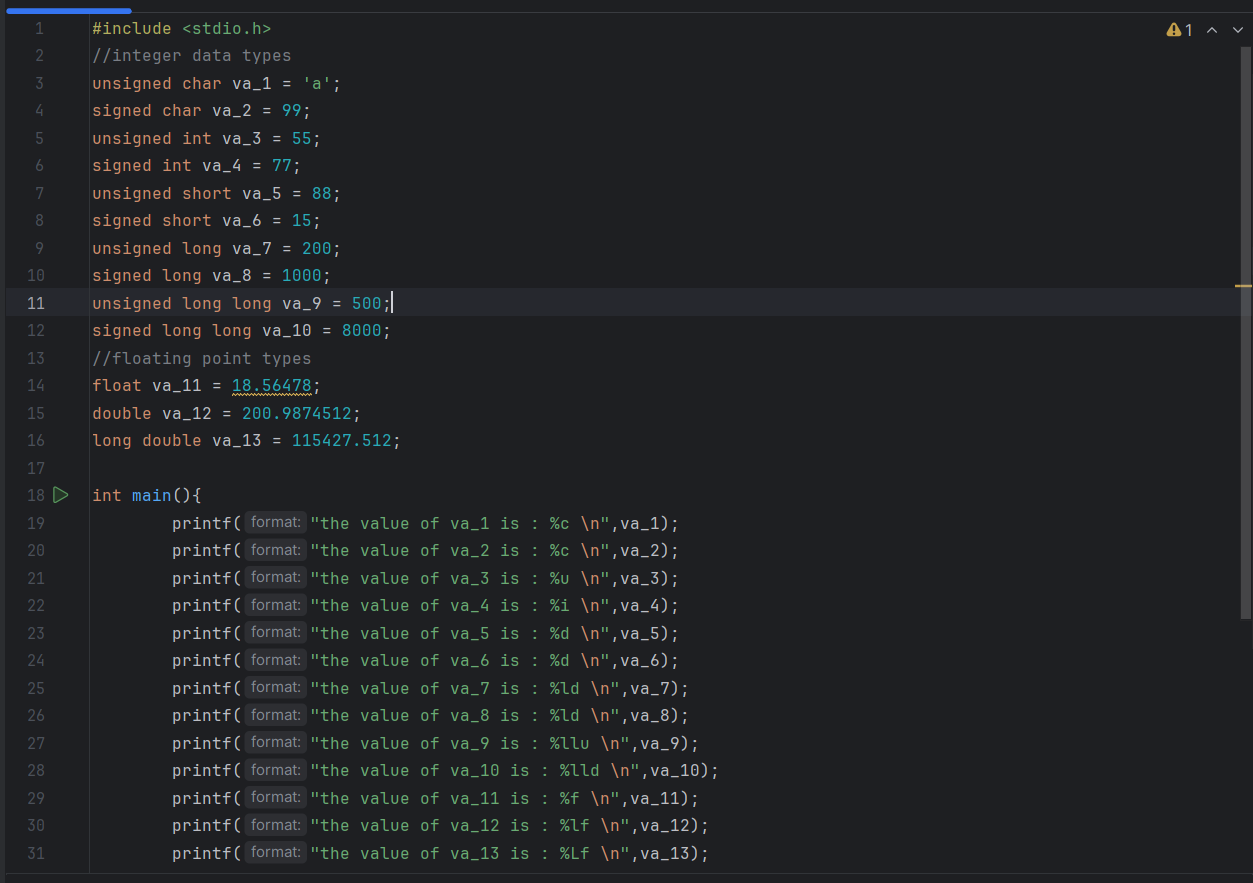 1 #include <stdio.h>
2 //integer data types
3 unsigned char va_1 = 'a';
4 signed char va_2 = 99;
5 unsigned int va_3 = 55;
6 signed int va_4 = 77;
7 unsigned short va_5 = 88;
8 signed short va_6 = 15;
9 unsigned long va_7 = 200;
10 signed long va_8 = 1000;
11 unsigned long long va_9 = 500;
12 signed long long va_10 = 8000;
13 //floating point types
14 float va_11 = 18.56478;
15 double va_12 = 200.9874512;
16 long double va_13 = 115427.512;
17
18 int main(){
19 printf( format: "the value of va_1 is : %c \n",va_1);
20 printf( format: "the value of va_2 is : %c \n",va_2);
21 printf( format: "the value of va_3 is : %u \n",va_3);
22 printf( format: "the value of va_4 is : %i \n",va_4);
23 printf( format: "the value of va_5 is : %d \n",va_5);
24 printf( format: "the value of va_6 is : %d \n",va_6);
25 printf( format: "the value of va_7 is : %ld \n",va_7);
26 printf( format: "the value of va_8 is : %ld \n",va_8);
27 printf( format: "the value of va_9 is : %llu \n",va_9);
28 printf( format: "the value of va_10 is : %lld \n",va_10);
29 printf( format: "the value of va_11 is : %f \n",va_11);
30 printf( format: "the value of va_12 is : %lf \n",va_12);
31 printf( format: "the value of va_13 is : %Lf \n",va_13);
1